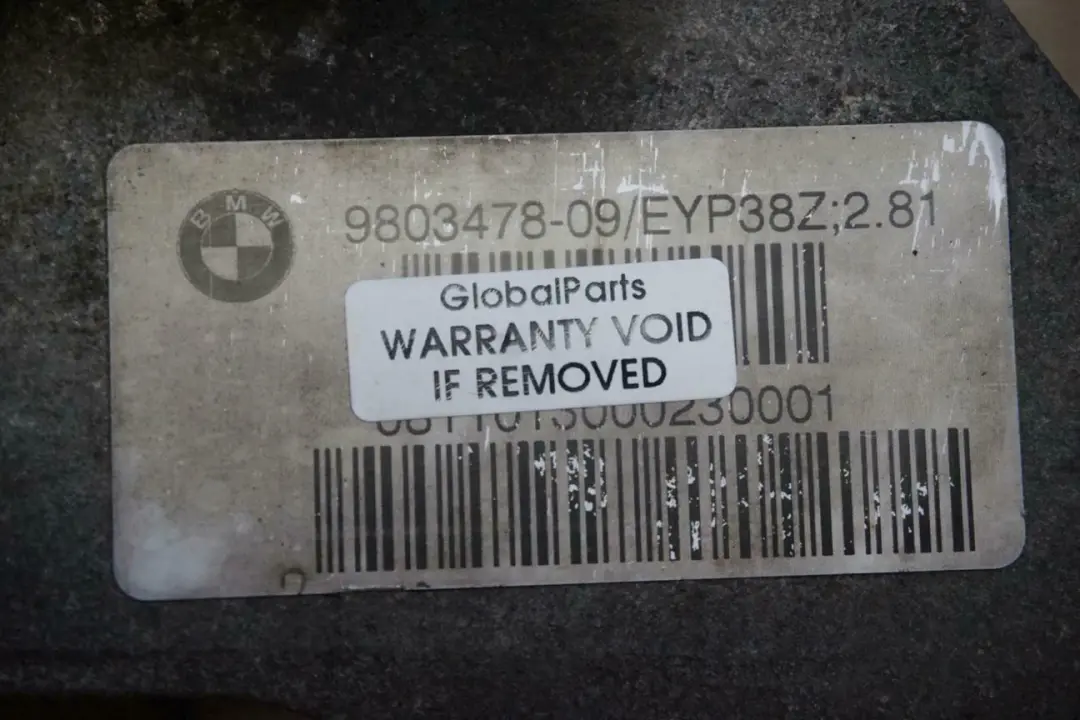 BMW
9803478-09/EYP38Z;2.81
GlobalParts
WARRANTY VOID
IF REMOVED